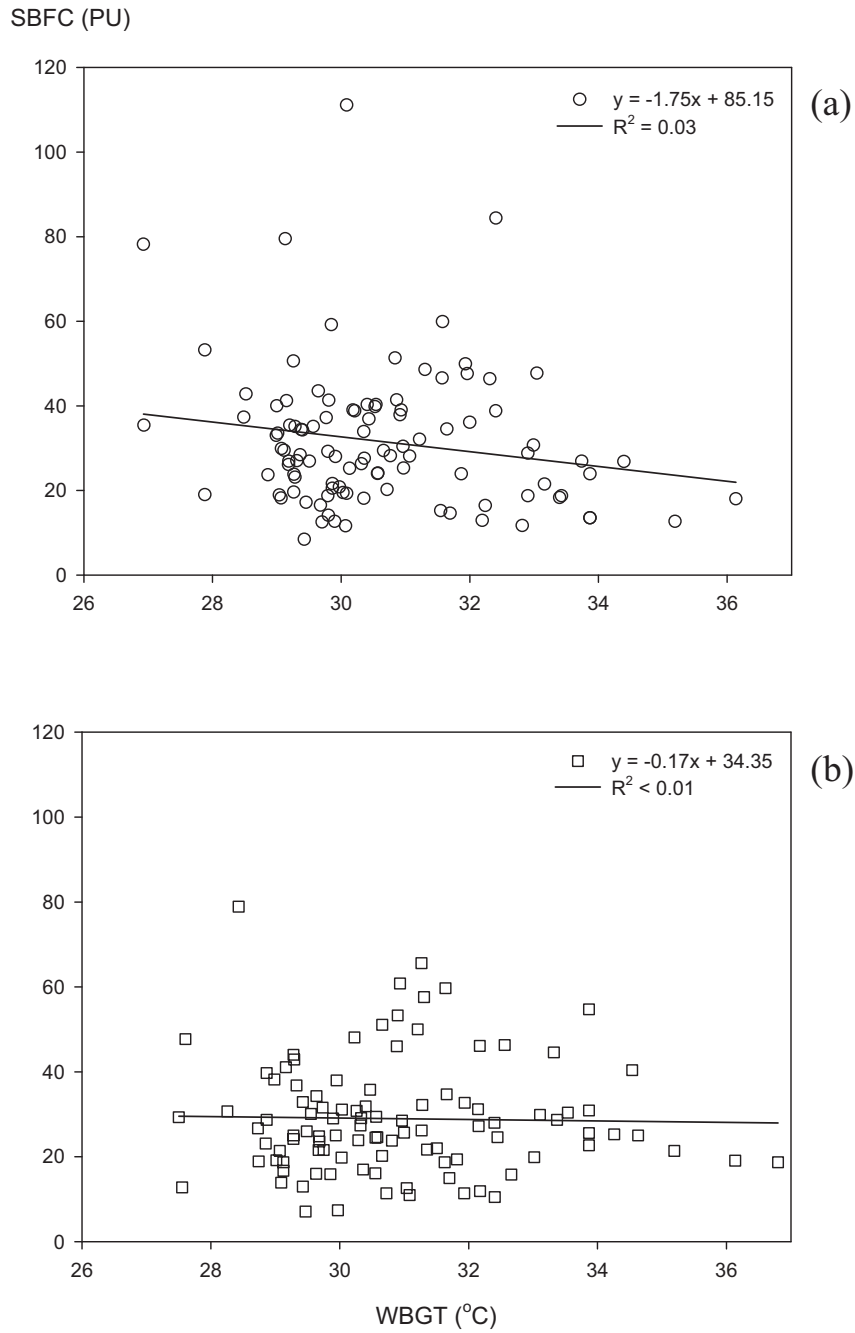 SBFC (PU)
120
y = -1.75x + 85.15
R² = 0.03
(a)
100
80
60
40
20
0
26 28 30 32 34 36
120
y = -0.17x + 34.35
R² < 0.01
(b)
100
80
60
40
20
0
26 28 30 32 34 36
WBGT (°C)